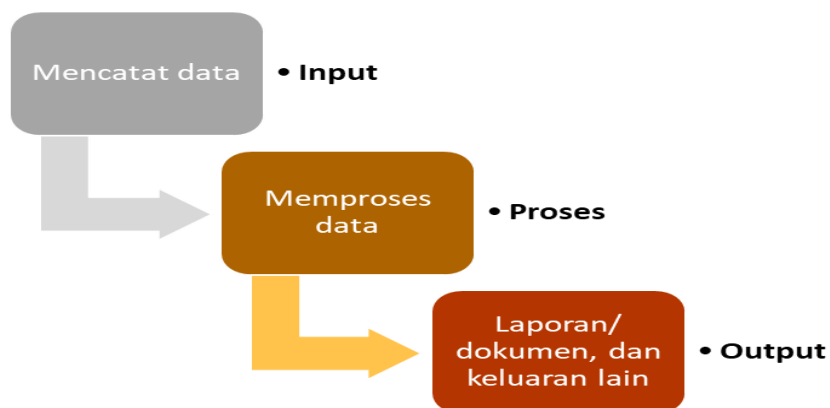 Mencatat data
• Input
Memproses
data
• Proses
Laporan/
dokumen, dan
keluaran lain
• Output